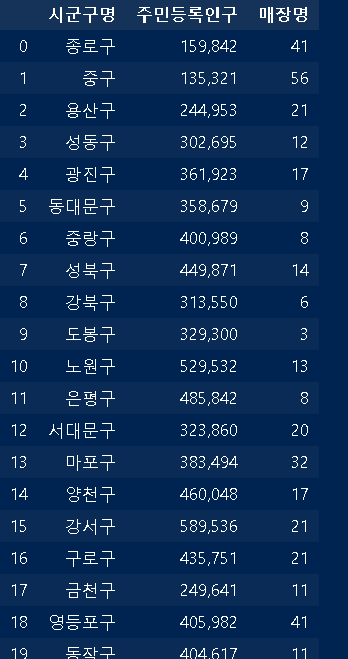 시군구명 주민등록인구 매장명
0 종로구 159,842 41
1 중구 135,321 56
2 용산구 244,953 21
3 성동구 302,695 12
4 광진구 361,923 17
5 동대문구 358,679 9
6 중랑구 400,989 8
7 성북구 449,871 14
8 강북구 313,550 6
9 도봉구 329,300 3
10 노원구 529,532 13
11 은평구 485,842 8
12 서대문구 323,860 20
13 마포구 383,494 32
14 양천구 460,048 17
15 강서구 589,536 21
16 구로구 435,751 21
17 금천구 249,641 11
18 영등포구 405,982 41
19 동작구 404,617 11